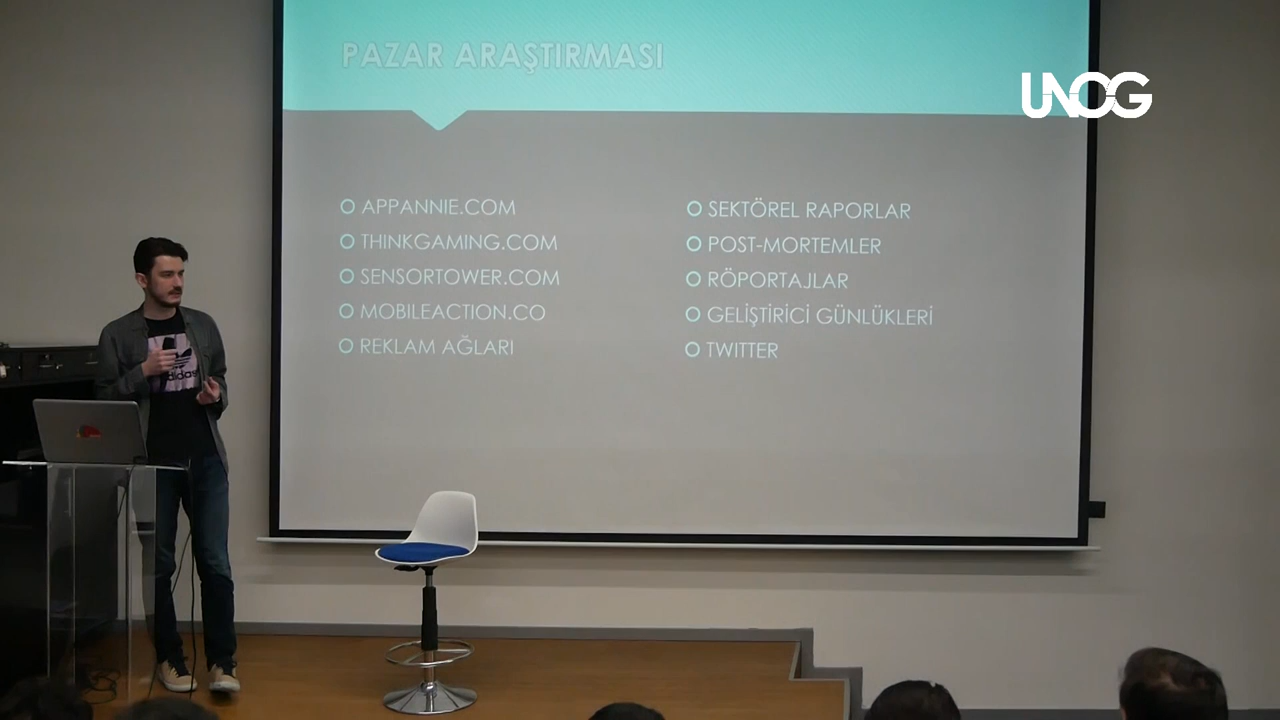 PAZAR ARAŞTIRMASI
UNOG
APPANNIE.COM
THINKGAMING.COM
SENSORTOWER.COM
MOBILEACTION.CO
REKLAM AĞLARI
SEKTÖREL RAPORLAR
POST-MORTEMLER
RÖPORTAJLAR
GELİŞTİRİCİ GÜNLÜKLERİ
TWITTER
adidas